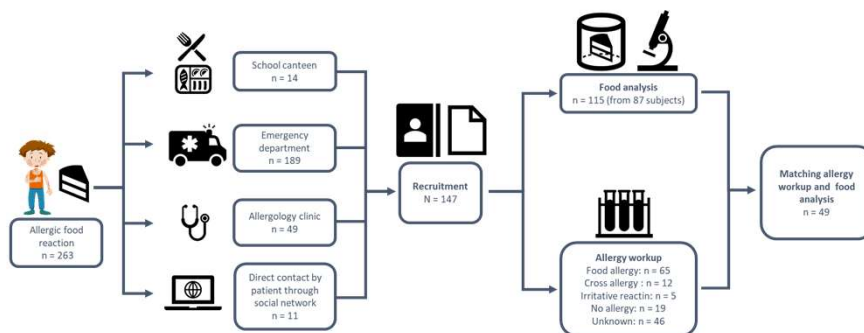 School canteen
n = 14
Emergency
department
n = 189
Allergology clinic
n = 49
Direct contact by
patient through
social network
n = 11
Allergic food
reaction
n = 263
Recruitment
N = 147
Food analysis
n = 115 (from 87 subjects)
Allergy workup
Food allergy: n = 65
Cross allergy : n = 12
Irritative reactin: n = 5
No allergy: n = 19
Unknown: n = 46
Matching allergy
workup and food
analysis
n = 49